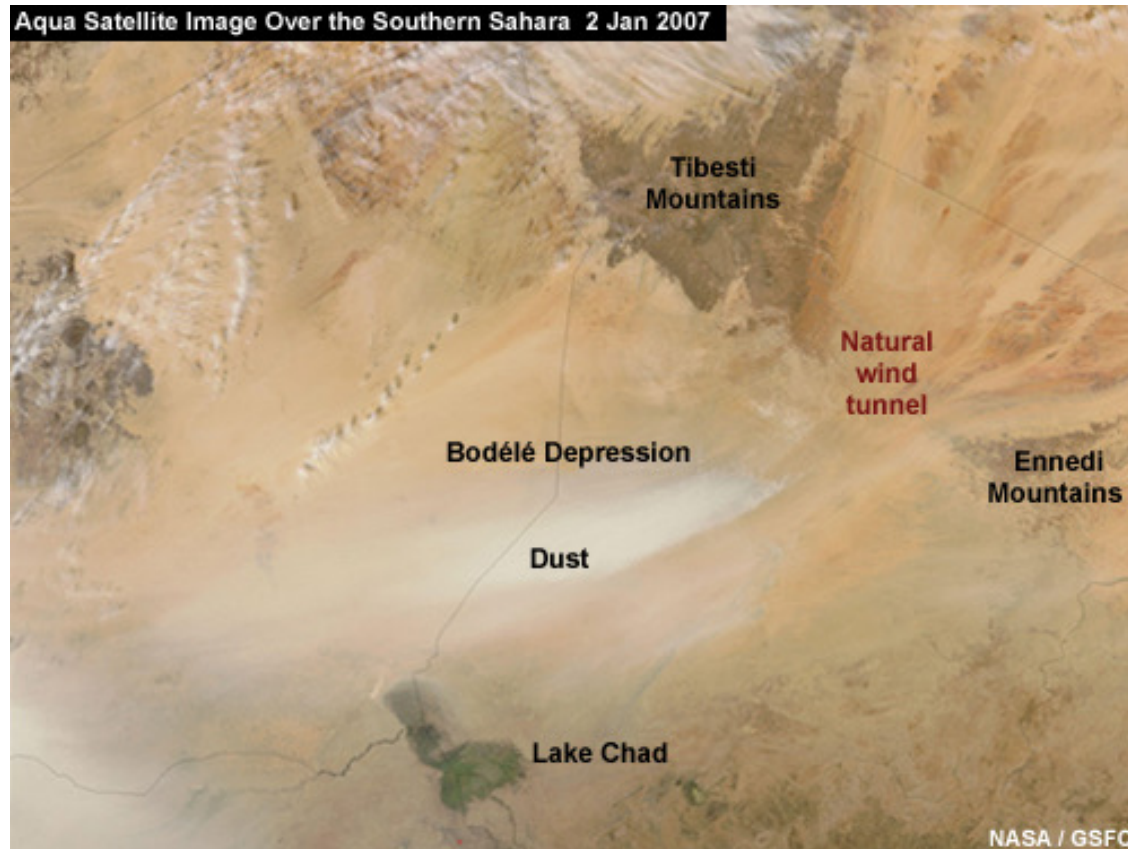 Aqua Satellite Image Over the Southern Sahara 2 Jan 2007
Tibesti
Mountains
Natural
wind
tunnel
Bodélé Depression
Ennedi
Mountains
Dust
Lake Chad
NASA / GSFC